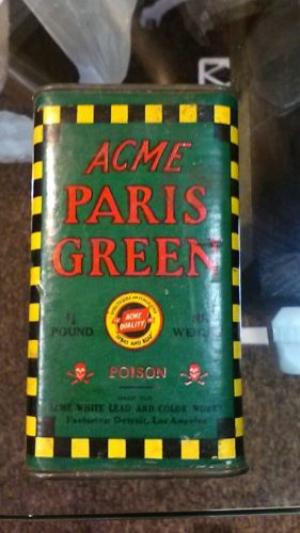 ACME
PARIS
GREEN
ACME
QUALITY
POUND
POISON
ACME WHITE LEAD AND COLOR WORKS
Detroit, Los Angeles